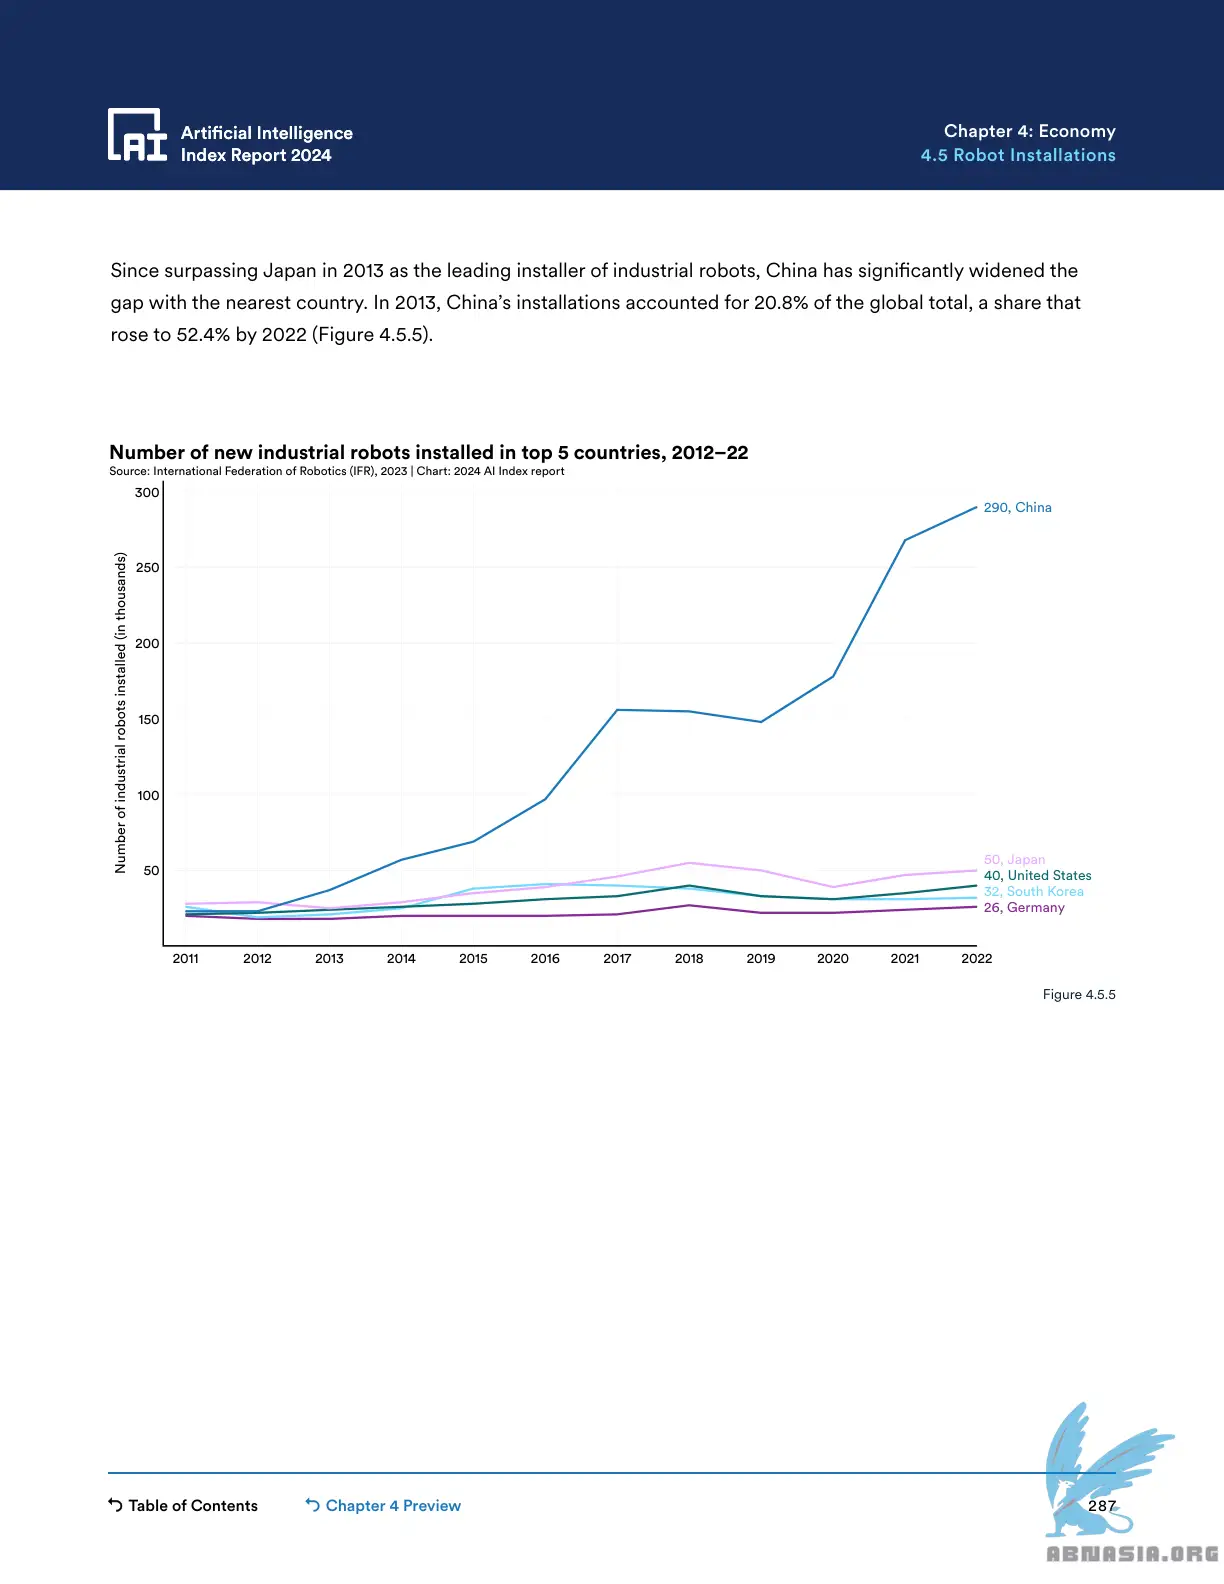 AI
Artificial Intelligence
Index Report 2024
Chapter 4: Economy
4.5 Robot Installations
Since surpassing Japan in 2013 as the leading installer of industrial robots, China has significantly widened the
gap with the nearest country. In 2013, China’s installations accounted for 20.8% of the global total, a share that
rose to 52.4% by 2022 (Figure 4.5.5).
Number of new industrial robots installed in top 5 countries, 2012–22
Source: International Federation of Robotics (IFR), 2023 | Chart: 2024 AI Index report
Number of industrial robots installed (in thousands)
300
250
200
150
100
50
290, China
50, Japan
40, United States
32, South Korea
26, Germany
2011 2012 2013 2014 2015 2016 2017 2018 2019 2020 2021 2022
Figure 4.5.5
Table of Contents
Chapter 4 Preview
287
ABNASIA.ORG